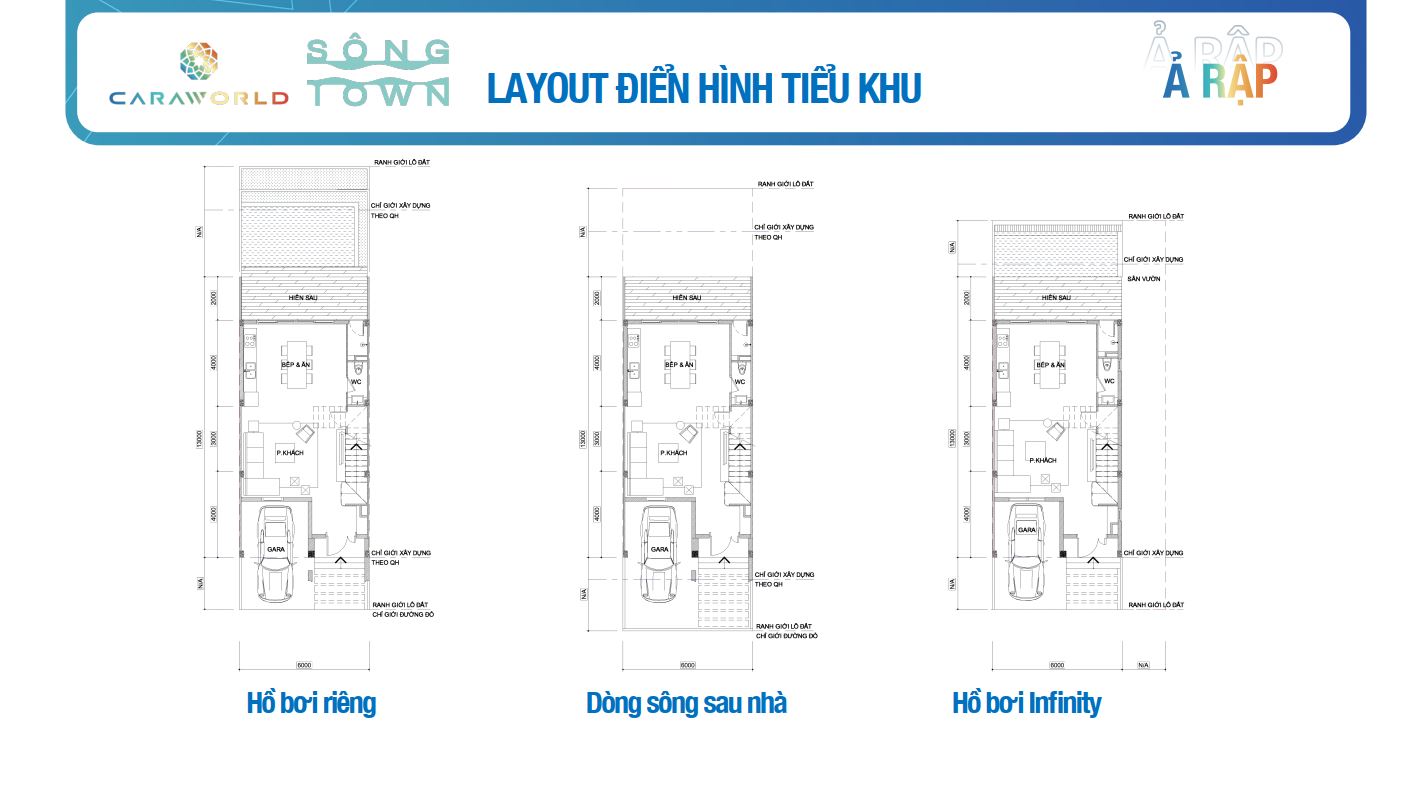 CARAWORLD
SÔNG
TOWN
LAYOUT ĐIỂN HÌNH TIỂU KHU
Ả RẬP
Ả RẬP
RANH GIỚI LÔ ĐẤT
CHỈ GIỚI XÂY DỰNG
THEO QH
N/A
2000
HIÊN SAU
4000
BẾP & ĂN
WC
13000
3000
P.KHÁCH
4000
GARA
CHỈ GIỚI XÂY DỰNG
THEO QH
N/A
RANH GIỚI LÔ ĐẤT
CHỈ GIỚI ĐƯỜNG ĐỎ
6000
Hồ bơi riêng
RANH GIỚI LÔ ĐẤT
CHỈ GIỚI XÂY DỰNG
THEO QH
N/A
2000
HIÊN SAU
4000
BẾP & ĂN
WC
13000
3000
P.KHÁCH
4000
GARA
CHỈ GIỚI XÂY DỰNG
THEO QH
N/A
RANH GIỚI LÔ ĐẤT
CHỈ GIỚI ĐƯỜNG ĐỎ
6000
Dòng sông sau nhà
RANH GIỚI LÔ ĐẤT
N/A
CHỈ GIỚI XÂY DỰNG
SÂN VƯỜN
2000
HIÊN SAU
4000
BẾP & ĂN
WC
13000
3000
P.KHÁCH
4000
GARA
CHỈ GIỚI XÂY DỰNG
N/A
RANH GIỚI LÔ ĐẤT
6000
N/A
Hồ bơi Infinity